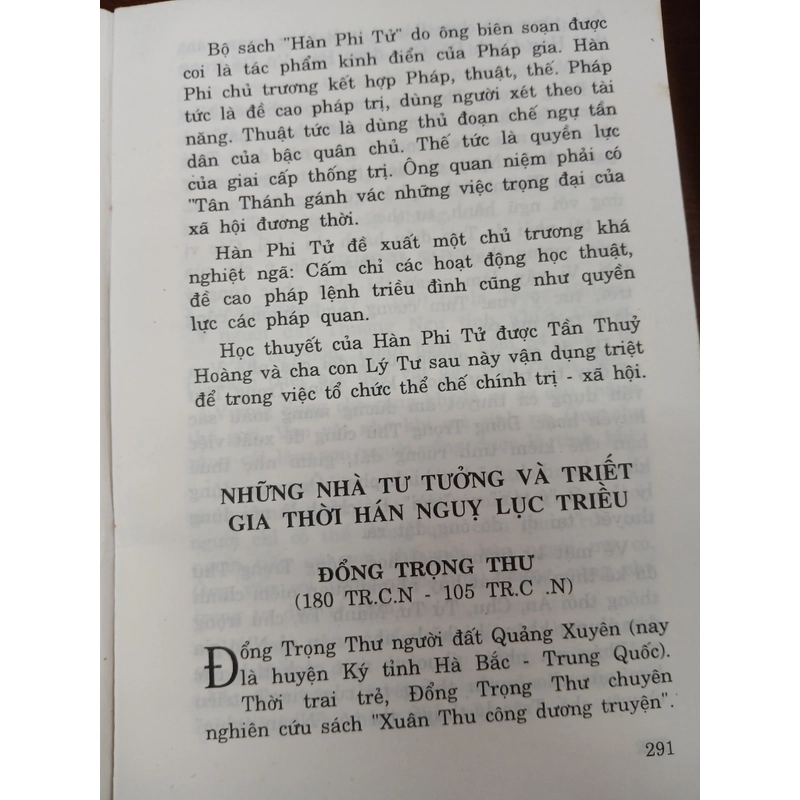 Bộ sách "Hàn Phi Tử" do ông biên soạn được
coi là tác phẩm kinh điển của Pháp gia. Hàn
Phi chủ trương kết hợp Pháp, thuật, thế. Pháp
tức là đề cao pháp trị, dùng người xét theo tài
năng. Thuật tức là dùng thủ đoạn chế ngự tần
dân của bậc quân chủ. Thế tức là quyền lực
của giai cấp thống trị. Ông quan niệm phải có
"Tân Thánh gánh vác những việc trọng đại của
xã hội đương thời.
Hàn Phi Tử đề xuất một chủ trương khá
nghiệt ngã: Cấm chỉ các hoạt động học thuật,
đề cao pháp lệnh triều đình cũng như quyền
lực các pháp quan.
Học thuyết của Hàn Phi Tử được Tần Thuỷ
Hoàng và cha con Lý Tư sau này vận dụng triệt
để trong việc tổ chức thể chế chính trị - xã hội.
NHỮNG NHÀ TƯ TƯỞNG VÀ TRIẾT
GIA THỜI HÁN NGUỴ LỤC TRIỀU
ĐỔNG TRỌNG THƯ
(180 TR.C.N - 105 TR.C .N)
Đổng Trọng Thư người đất Quảng Xuyên (nay
là huyện Ký tỉnh Hà Bắc - Trung Quốc).
Thời trai trẻ, Đổng Trọng Thư chuyên
nghiên cứu sách "Xuân Thu công dương truyện".
291